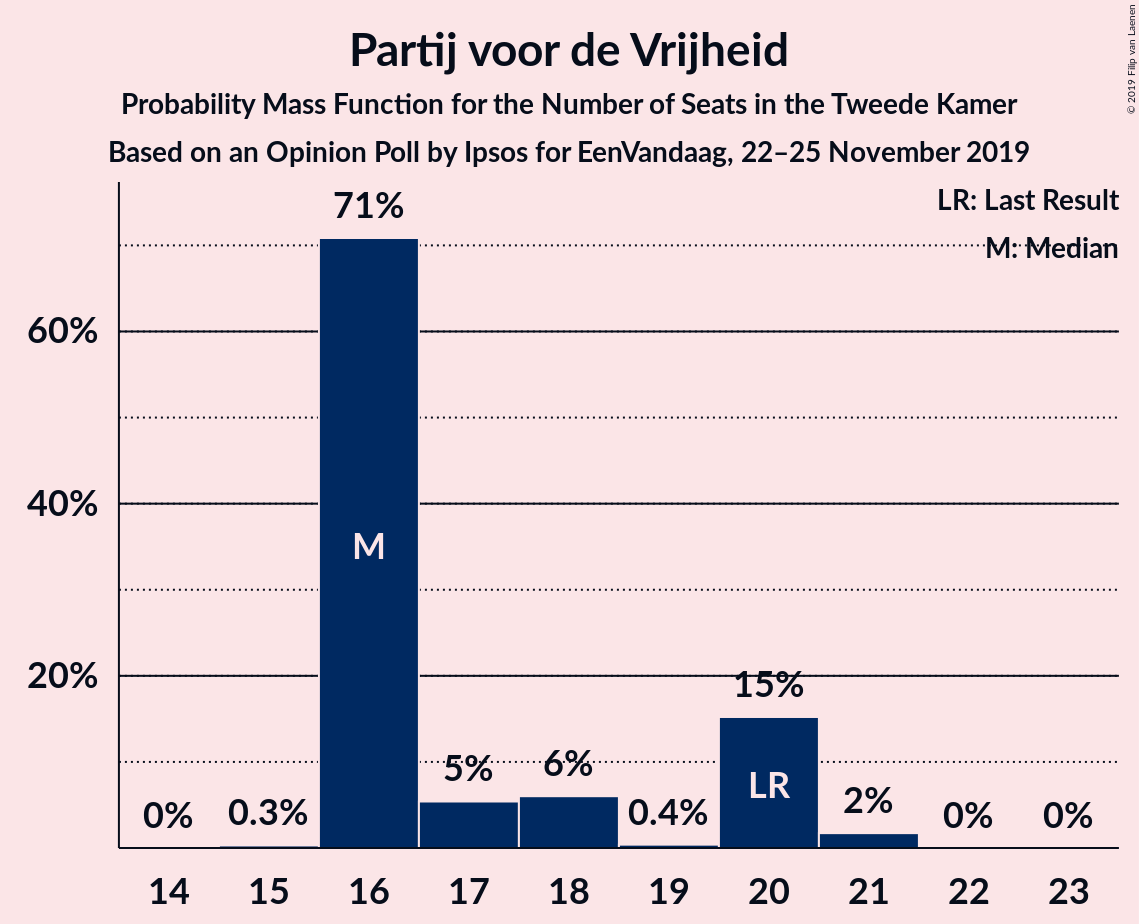 Partij voor de Vrijheid
Probability Mass Function for the Number of Seats in the Tweede Kamer
Based on an Opinion Poll by Ipsos for EenVandaag, 22–25 November 2019
© 2019 Filip van Laenen
LR: Last Result
M: Median
60%
40%
20%
0%
0.3%
71%
M
5%
6%
0.4%
15%
LR
2%
0%
0%
14 15 16 17 18 19 20 21 22 23